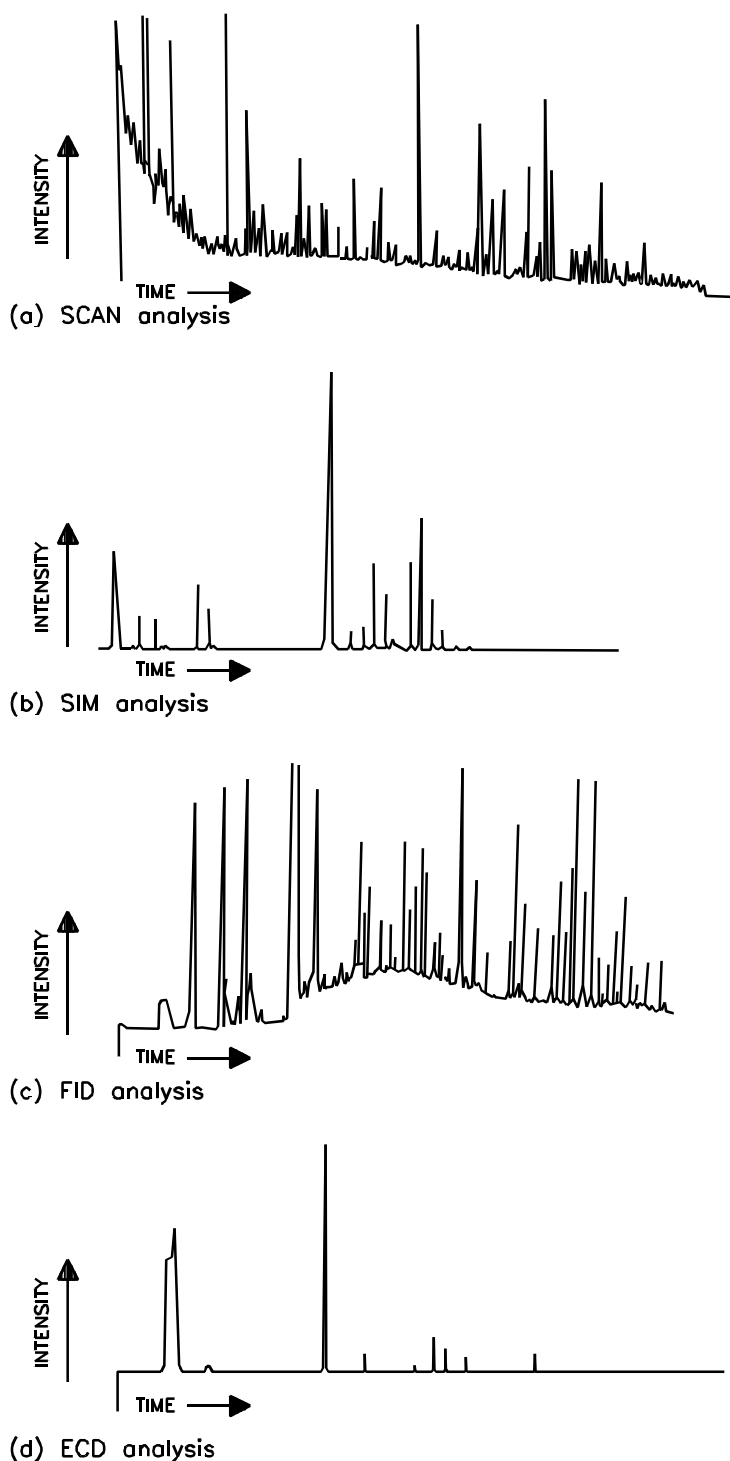 INTENSITY
TIME
(a) SCAN analysis
INTENSITY
TIME
(b) SIM analysis
INTENSITY
TIME
(c) FID analysis
INTENSITY
TIME
(d) ECD analysis